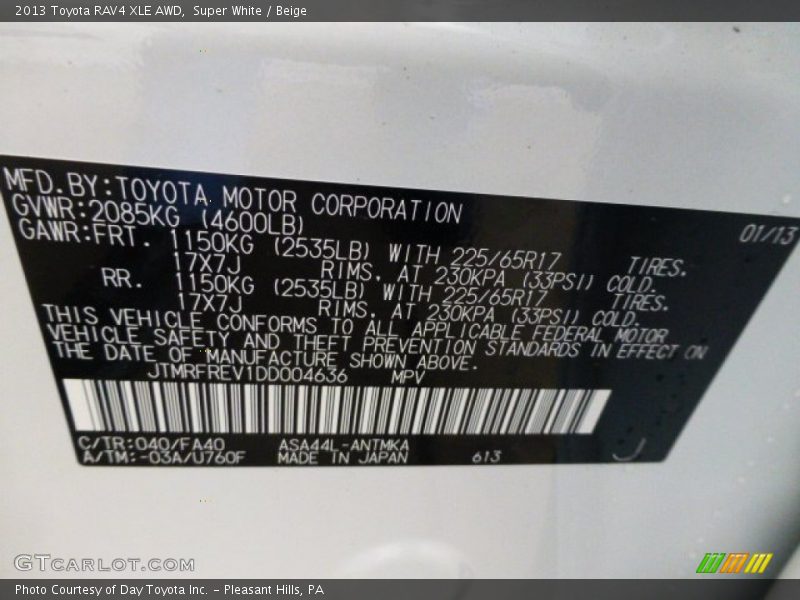 2013 Toyota RAV4 XLE AWD, Super White / Beige
MFD.BY:TOYOTA MOTOR CORPORATION 01/13
GVWR:2085KG (4600LB)
GAWR:FRT. 1150KG (2535LB) WITH 225/65R17 TIRES.
17X7J RIMS. AT 230KPA (33PSI) COLD.
RR. 1150KG (2535LB) WITH 225/65R17 TIRES.
17X7J RIMS. AT 230KPA (33PSI) COLD.
THIS VEHICLE CONFORMS TO ALL APPLICABLE FEDERAL MOTOR
VEHICLE SAFETY AND THEFT PREVENTION STANDARDS IN EFFECT ON
THE DATE OF MANUFACTURE SHOWN ABOVE.
JTMRFREV1DD004636 MPV
C/TR:040/FA40 ASA44L-ANTMKA
A/TM:-03A/U760F MADE IN JAPAN 613 J
GTCARLOT.COM
Photo Courtesy of Day Toyota Inc. – Pleasant Hills, PA